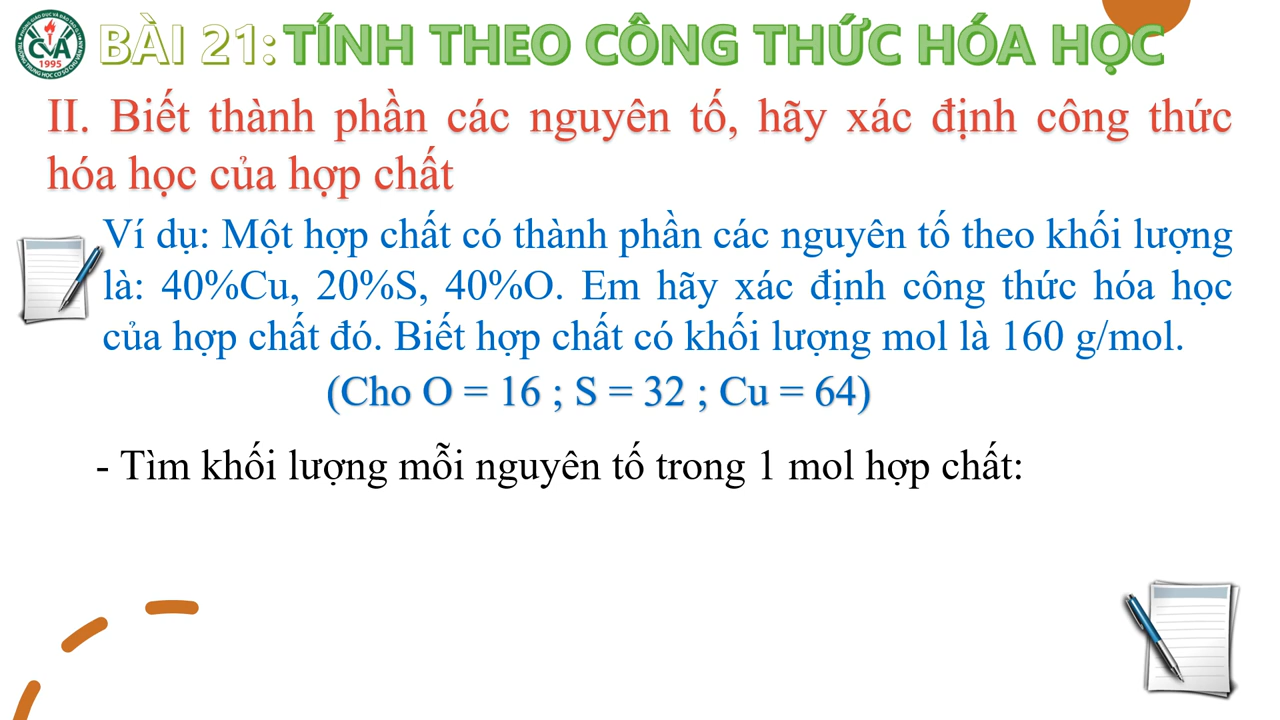 BÀI 21: TÍNH THEO CÔNG THỨC HÓA HỌC
II. Biết thành phần các nguyên tố, hãy xác định công thức
hóa học của hợp chất
Ví dụ: Một hợp chất có thành phần các nguyên tố theo khối lượng
là: 40%Cu, 20%S, 40%O. Em hãy xác định công thức hóa học
của hợp chất đó. Biết hợp chất có khối lượng mol là 160 g/mol.
(Cho O = 16 ; S = 32 ; Cu = 64)
- Tìm khối lượng mỗi nguyên tố trong 1 mol hợp chất:
CVA
1995